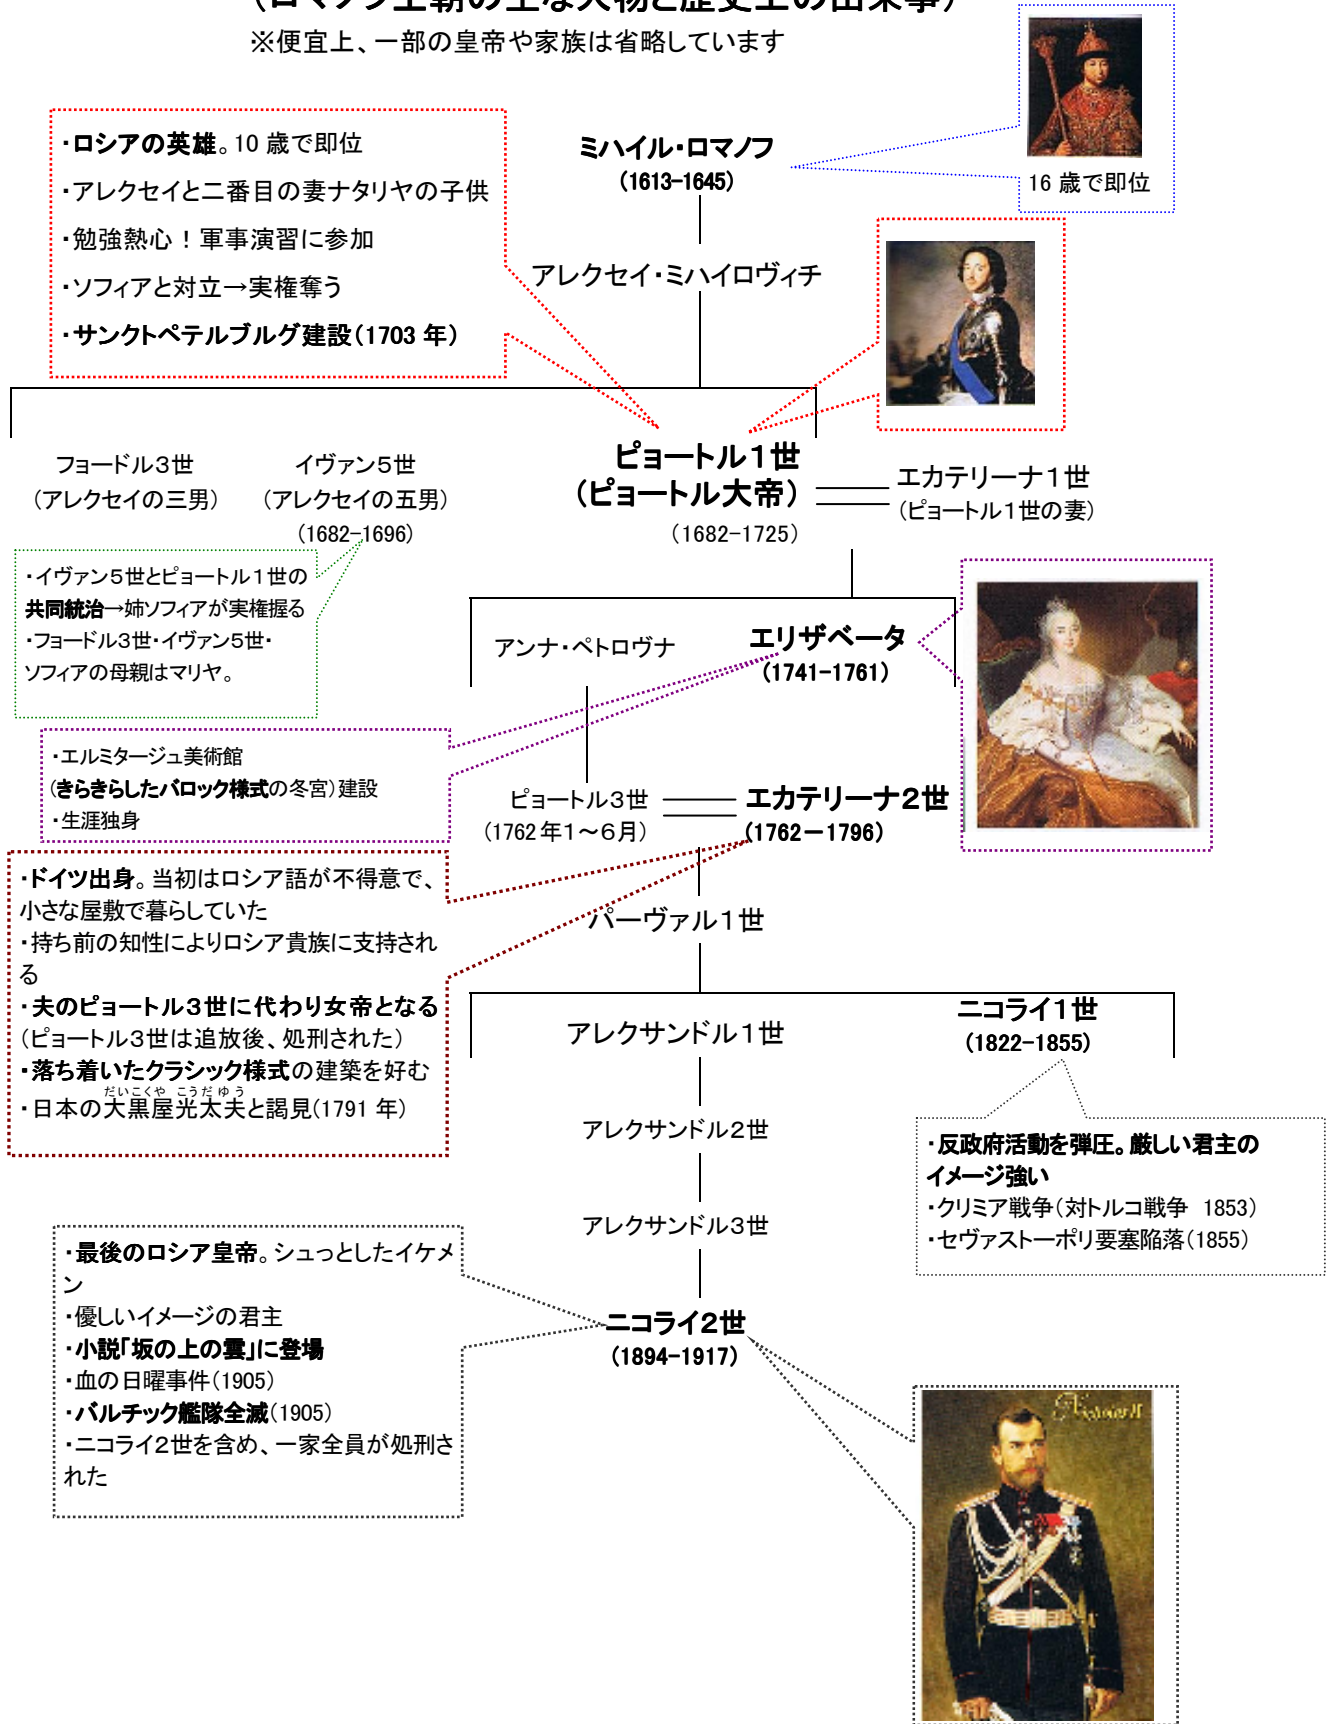 (ロマノフ王朝の主な人物と歴史上の出来事)
※便宜上、一部の皇帝や家族は省略しています
16 歳で即位
ミハイル・ロマノフ
(1613-1645)
・ロシアの英雄。10 歳で即位
・アレクセイと二番目の妻ナタリヤの子供
・勉強熱心！軍事演習に参加
・ソフィアと対立→実権奪う
・サンクトペテルブルグ建設(1703 年)
アレクセイ・ミハイロヴィチ
フョードル３世
(アレクセイの三男)
イヴァン５世
(アレクセイの五男)
(1682-1696)
ピョートル１世
(ピョートル大帝)
(1682-1725)
エカテリーナ１世
(ピョートル１世の妻)
・イヴァン５世とピョートル１世の
共同統治→姉ソフィアが実権握る
・フョードル３世・イヴァン５世・
ソフィアの母親はマリヤ。
アンナ・ペトロヴナ
エリザベータ
(1741-1761)
・エルミタージュ美術館
(きらきらしたバロック様式の冬宮)建設
・生涯独身
ピョートル３世
(1762 年１～６月)
エカテリーナ２世
(1762－1796)
・ドイツ出身。当初はロシア語が不得意で、
小さな屋敷で暮らしていた
・持ち前の知性によりロシア貴族に支持され
る
・夫のピョートル３世に代わり女帝となる
(ピョートル３世は追放後、処刑された)
・落ち着いたクラシック様式の建築を好む
だいこくや こうだゆう
・日本の大黒屋光太夫と謁見(1791 年)
パーヴァル１世
アレクサンドル１世
ニコライ１世
(1822-1855)
アレクサンドル２世
・反政府活動を弾圧。厳しい君主の
イメージ強い
・クリミア戦争(対トルコ戦争 1853)
・セヴァストーポリ要塞陥落(1855)
アレクサンドル３世
・最後のロシア皇帝。シュっとしたイケメ
ン
・優しいイメージの君主
・小説「坂の上の雲」に登場
・血の日曜事件(1905)
・バルチック艦隊全滅(1905)
・ニコライ２世を含め、一家全員が処刑さ
れた
ニコライ２世
(1894-1917)